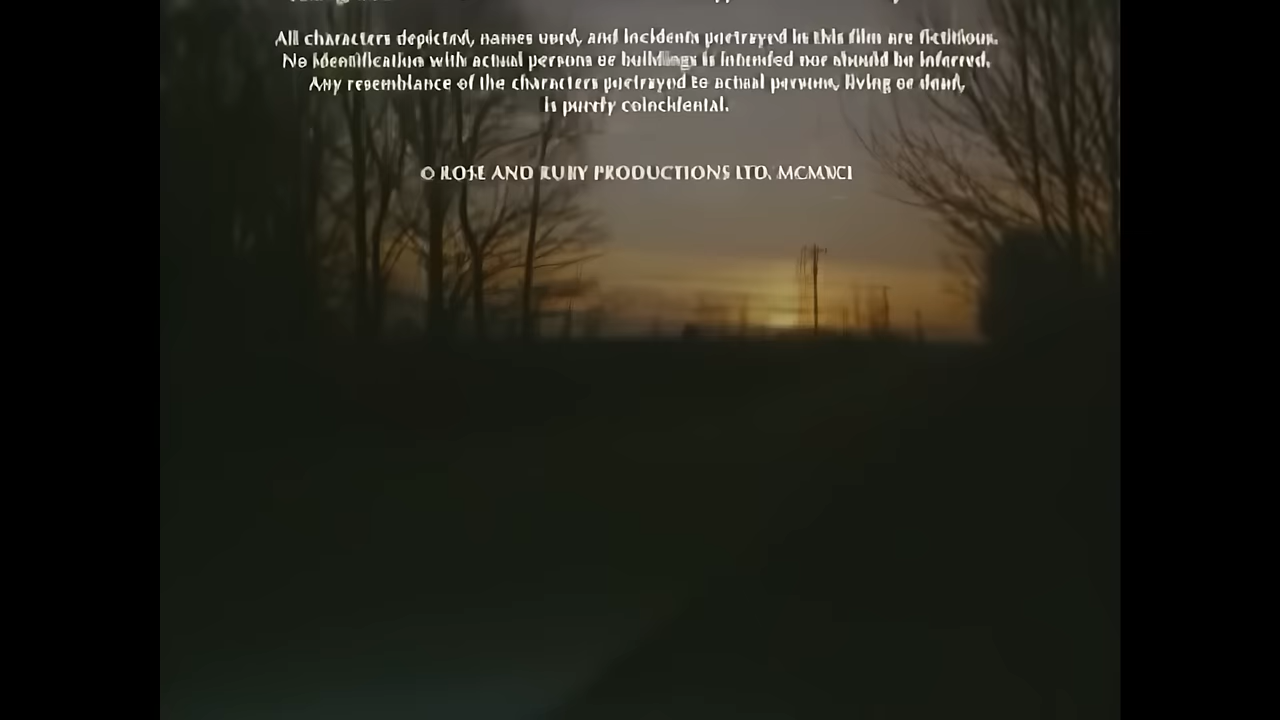 All characters depicted, names used, and incidents portrayed in this film are fictitious.
No identification with actual persons or buildings is intended nor should be inferred.
Any resemblance of the characters portrayed to actual persons, living or dead,
is purely coincidental.
© ROSE AND RUBY PRODUCTIONS LTD. MCMXCI